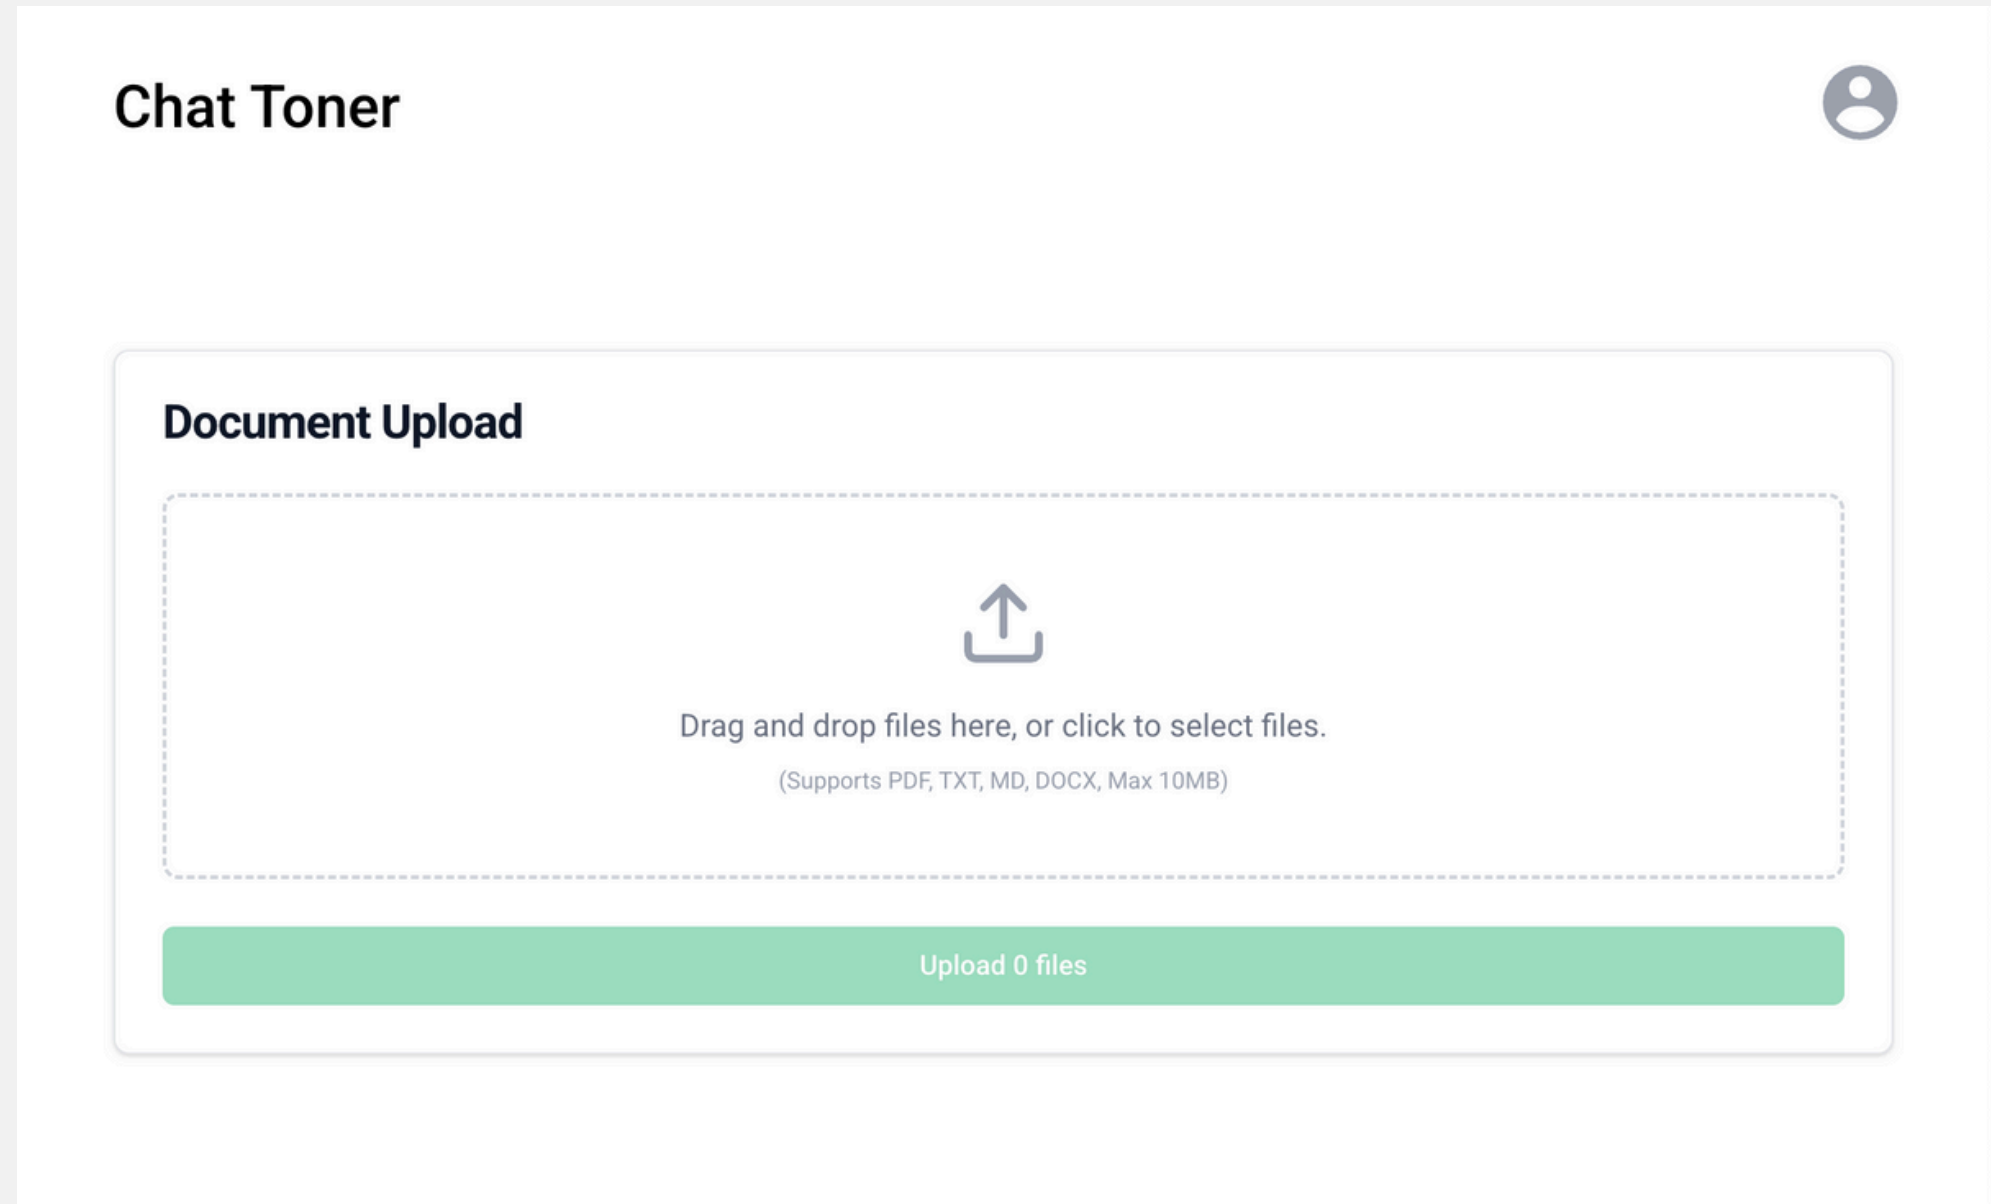 Chat Toner
Document Upload
Drag and drop files here, or click to select files.
(Supports PDF, TXT, MD, DOCX, Max 10MB)
Upload 0 files